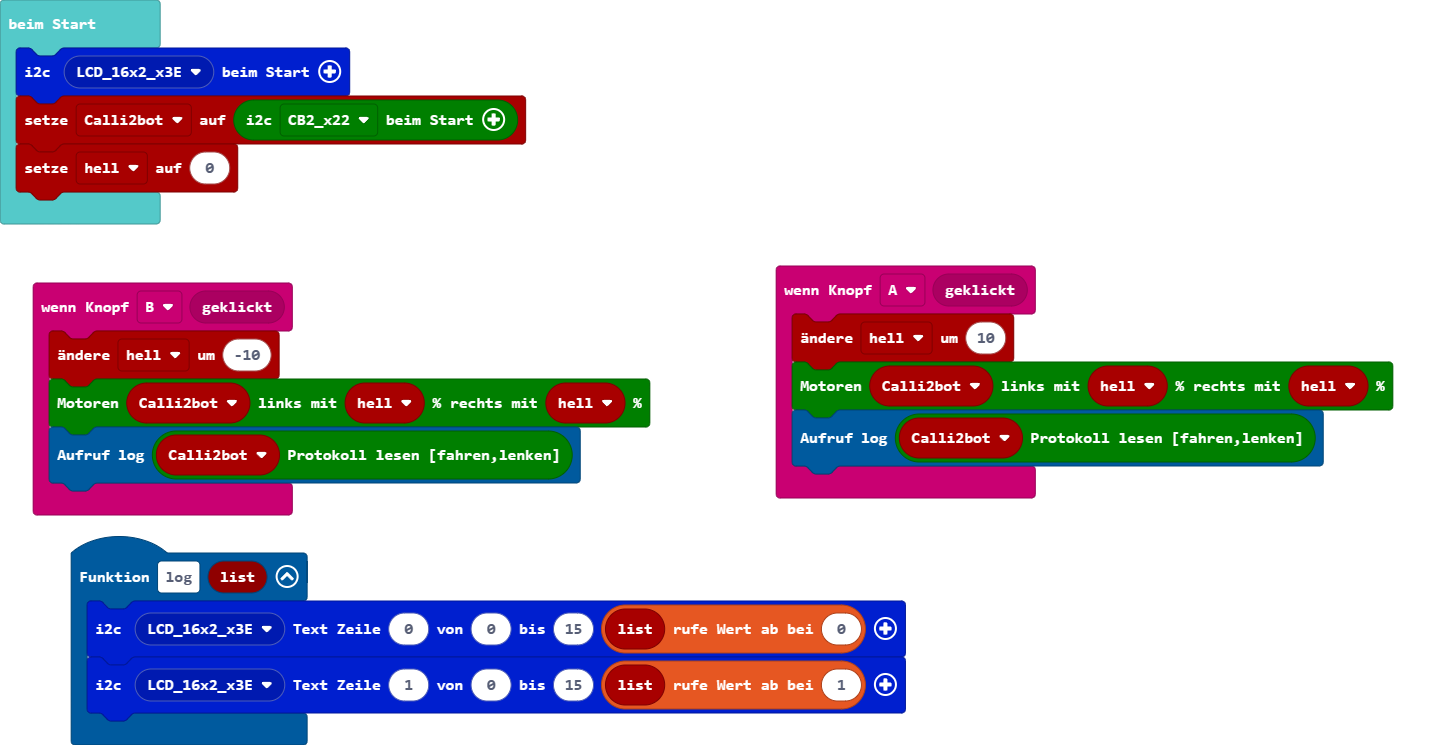 beim Start
i2c LCD_16x2_x3E beim Start
setze Calli2bot auf i2c CB2_x22 beim Start
setze hell auf 0
wenn Knopf B geklickt
ändere hell um -10
Motoren Calli2bot links mit hell % rechts mit hell %
Aufruf log Calli2bot Protokoll lesen [fahren,lenken]
wenn Knopf A geklickt
ändere hell um 10
Motoren Calli2bot links mit hell % rechts mit hell %
Aufruf log Calli2bot Protokoll lesen [fahren,lenken]
Funktion log list
i2c LCD_16x2_x3E Text Zeile 0 von 0 bis 15 list rufe Wert ab bei 0
i2c LCD_16x2_x3E Text Zeile 1 von 0 bis 15 list rufe Wert ab bei 1